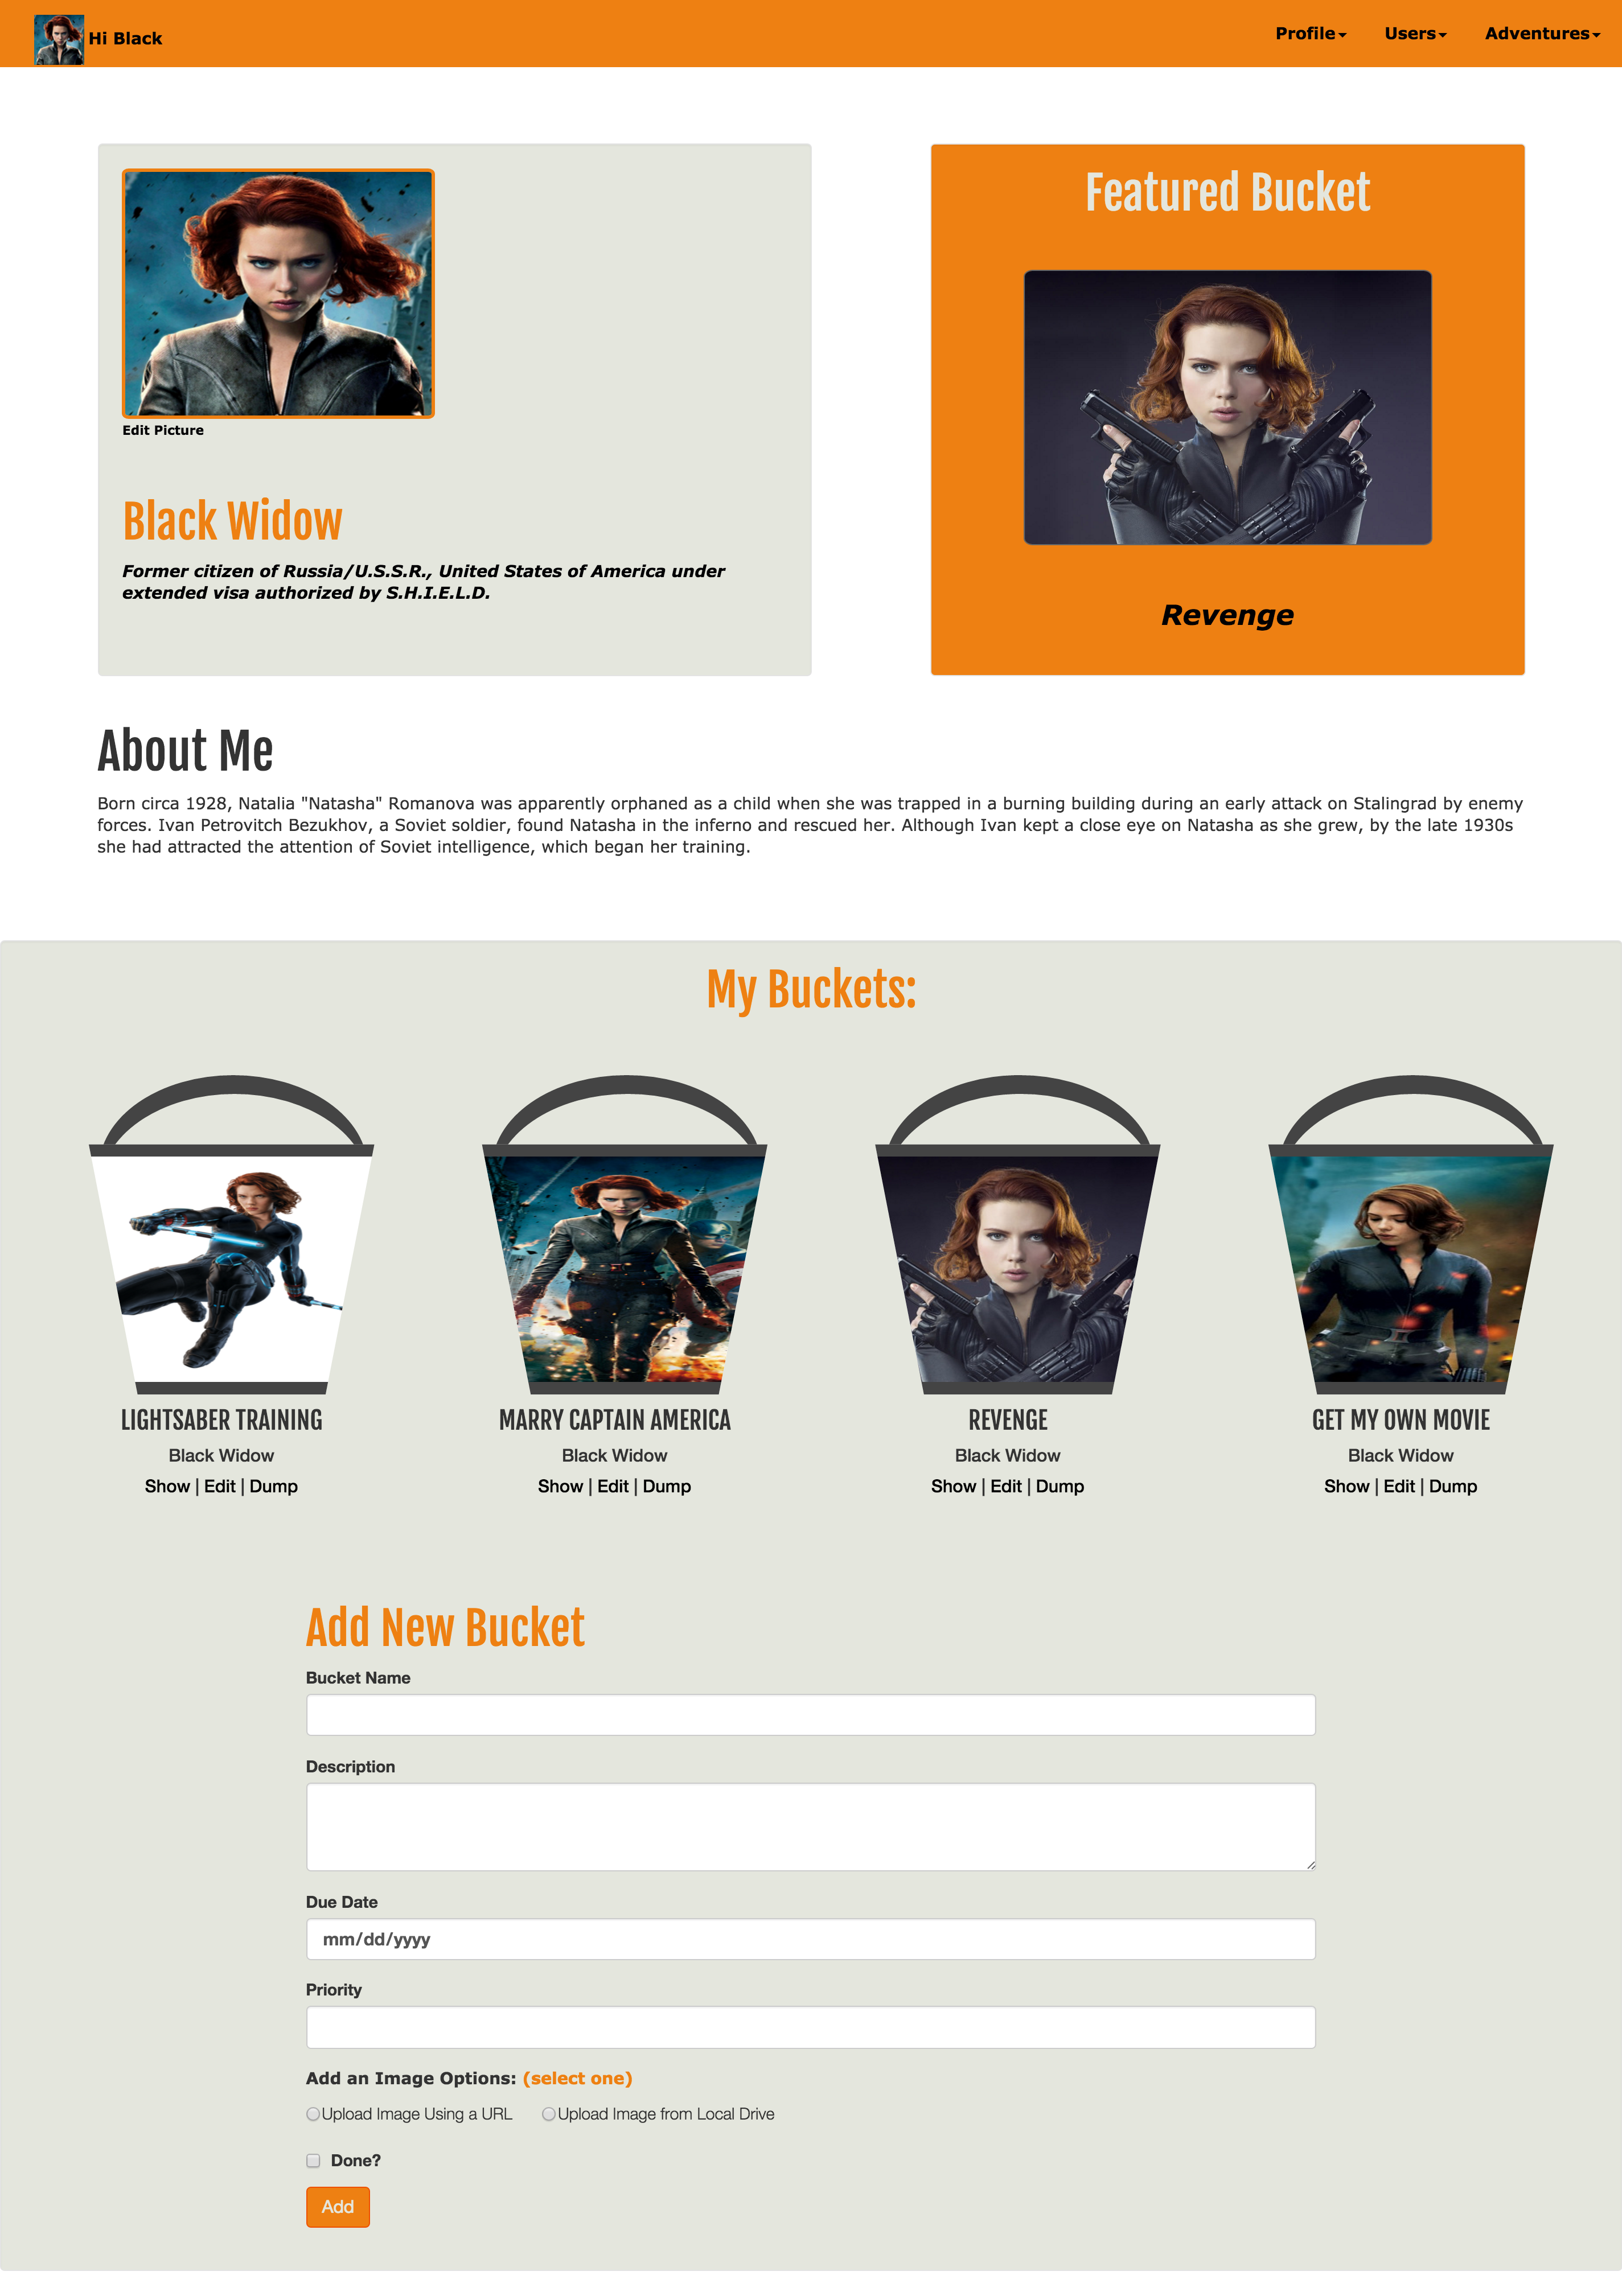 Hi Black
Profile
Users
Adventures
Featured Bucket
Edit Picture
Black Widow
Former citizen of Russia/U.S.S.R., United States of America under
extended visa authorized by S.H.I.E.L.D.
Revenge
About Me
Born circa 1928, Natalia "Natasha" Romanova was apparently orphaned as a child when she was trapped in a burning building during an early attack on Stalingrad by enemy
forces. Ivan Petrovitch Bezukhov, a Soviet soldier, found Natasha in the inferno and rescued her. Although Ivan kept a close eye on Natasha as she grew, by the late 1930s
she had attracted the attention of Soviet intelligence, which began her training.
My Buckets:
LIGHTSABER TRAINING
Black Widow
Show | Edit | Dump
MARRY CAPTAIN AMERICA
Black Widow
Show | Edit | Dump
REVENGE
Black Widow
Show | Edit | Dump
GET MY OWN MOVIE
Black Widow
Show | Edit | Dump
Add New Bucket
Bucket Name
Description
Due Date
mm/dd/yyyy
Priority
Add an Image Options: (select one)
Upload Image Using a URL
Upload Image from Local Drive
Done?
Add